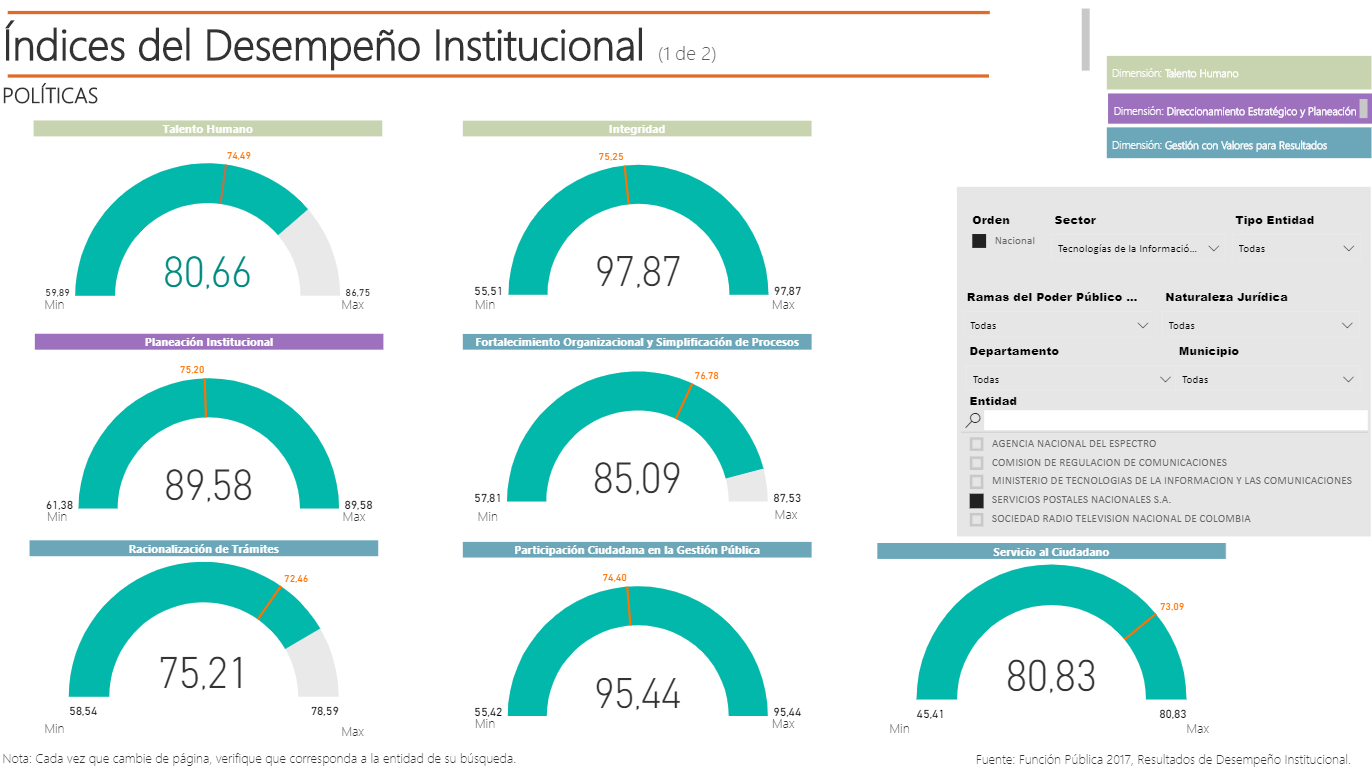 Índices del Desempeño Institucional (1 de 2)
POLÍTICAS
Dimensión: Talento Humano
Dimensión: Direccionamiento Estratégico y Planeación
Dimensión: Gestión con Valores para Resultados
Talento Humano
74,49
80,66
59,89
Min
86,75
Max
Integridad
75,25
97,87
55,51
Min
97,87
Max
Planeación Institucional
75,20
89,58
61,38
Min
89,58
Max
Fortalecimiento Organizacional y Simplificación de Procesos
76,78
85,09
57,81
Min
87,53
Max
Racionalización de Trámites
72,46
75,21
58,54
Min
78,59
Max
Participación Ciudadana en la Gestión Pública
74,40
95,44
55,42
Min
95,44
Max
Servicio al Ciudadano
73,09
80,83
45,41
Min
80,83
Max
Orden
Nacional
Sector
Tecnologías de la Informació...
Tipo Entidad
Todas
Ramas del Poder Público ...
Todas
Naturaleza Jurídica
Todas
Departamento
Todas
Municipio
Todas
Entidad
AGENCIA NACIONAL DEL ESPECTRO
COMISION DE REGULACION DE COMUNICACIONES
MINISTERIO DE TECNOLOGIAS DE LA INFORMACION Y LAS COMUNICACIONES
SERVICIOS POSTALES NACIONALES S.A.
SOCIEDAD RADIO TELEVISION NACIONAL DE COLOMBIA
Nota: Cada vez que cambie de página, verifique que corresponda a la entidad de su búsqueda.
Fuente: Función Pública 2017, Resultados de Desempeño Institucional.